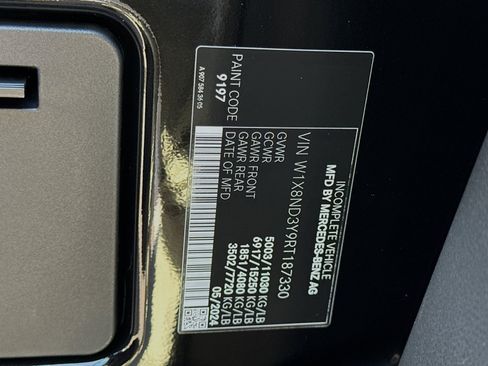 INCOMPLETE VEHICLE
MFD BY MERCEDES-BENZ AG
VIN W1X8ND3Y9RT187330
GVWR 5003/11030 KG/LB
GCWR 6917/15250 KG/LB
GAWR FRONT 1851/4080 KG/LB
GAWR REAR 3502/7720 KG/LB
DATE OF MFD 05/2024
PAINT CODE
9197
A 907 584 36 05